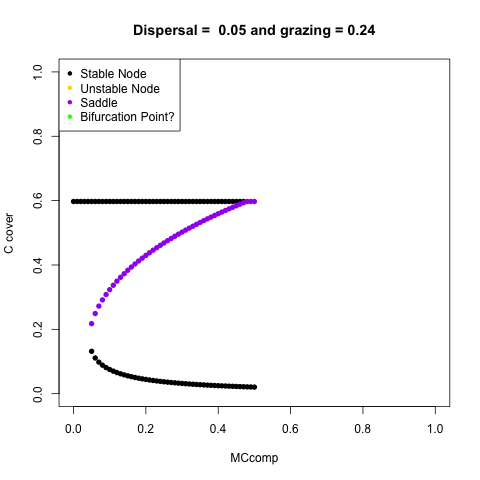 Dispersal =  0.05 and grazing = 0.24
Stable Node
Unstable Node
Saddle
Bifurcation Point?
C cover
1.0
0.8
0.6
0.4
0.2
0.0
0.0 0.2 0.4 0.6 0.8 1.0
MCcomp